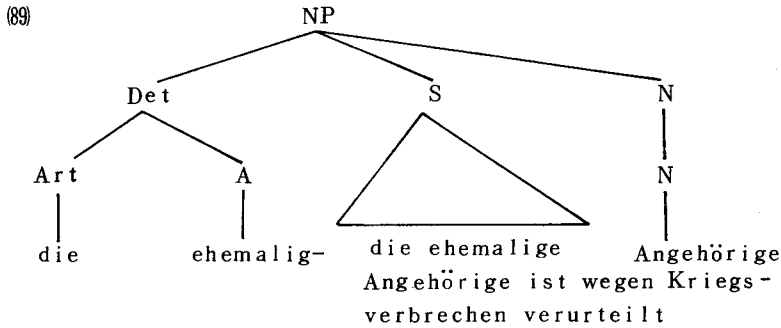 (89)
NP
Det S N
Art A N
die ehemalig- die ehemalige Angehörige
Angehörige ist wegen Kriegs-
verbrechen verurteilt